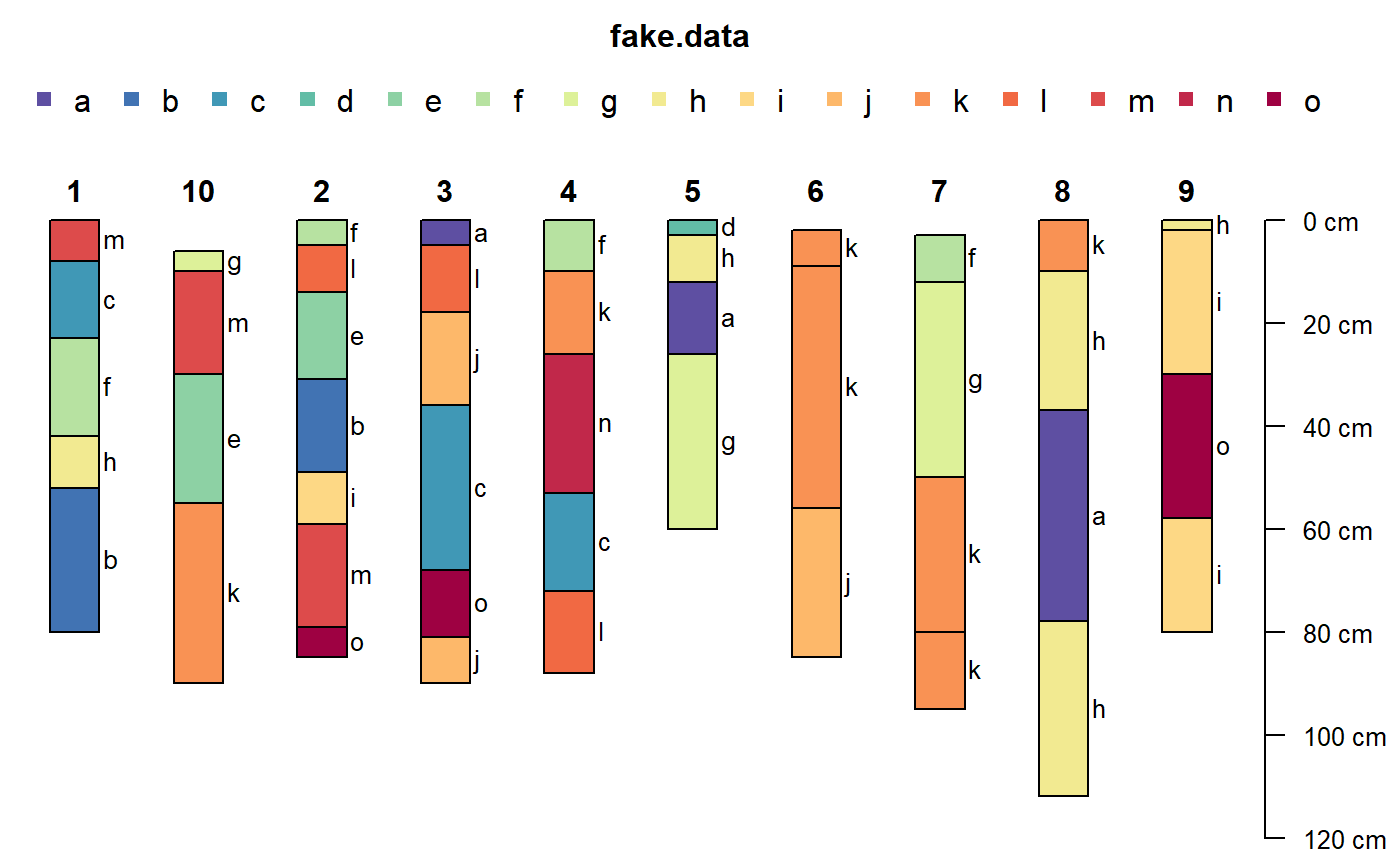 fake.data
a b c d e f g h i j k l m n o
1 10 2 3 4 5 6 7 8 9
m c f h b
g m e k
f l e b i m o
a l j c o j
f k n c l
d h a g
k k j
f g k k
k h a h
h i o i
0 cm
20 cm
40 cm
60 cm
80 cm
100 cm
120 cm